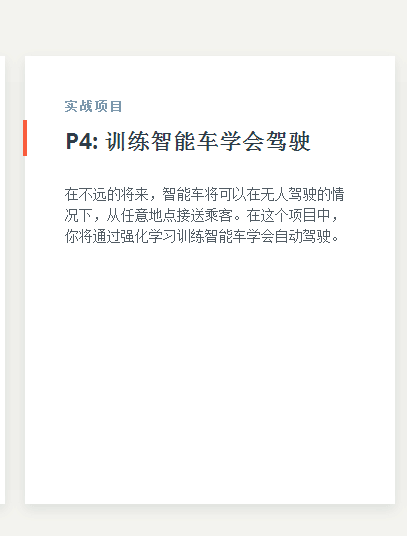 实战项目
P4: 训练智能车学会驾驶
在不远的将来，智能车将可以在无人驾驶的情
况下，从任意地点接送乘客。在这个项目中，
你将通过强化学习训练智能车学会自动驾驶。